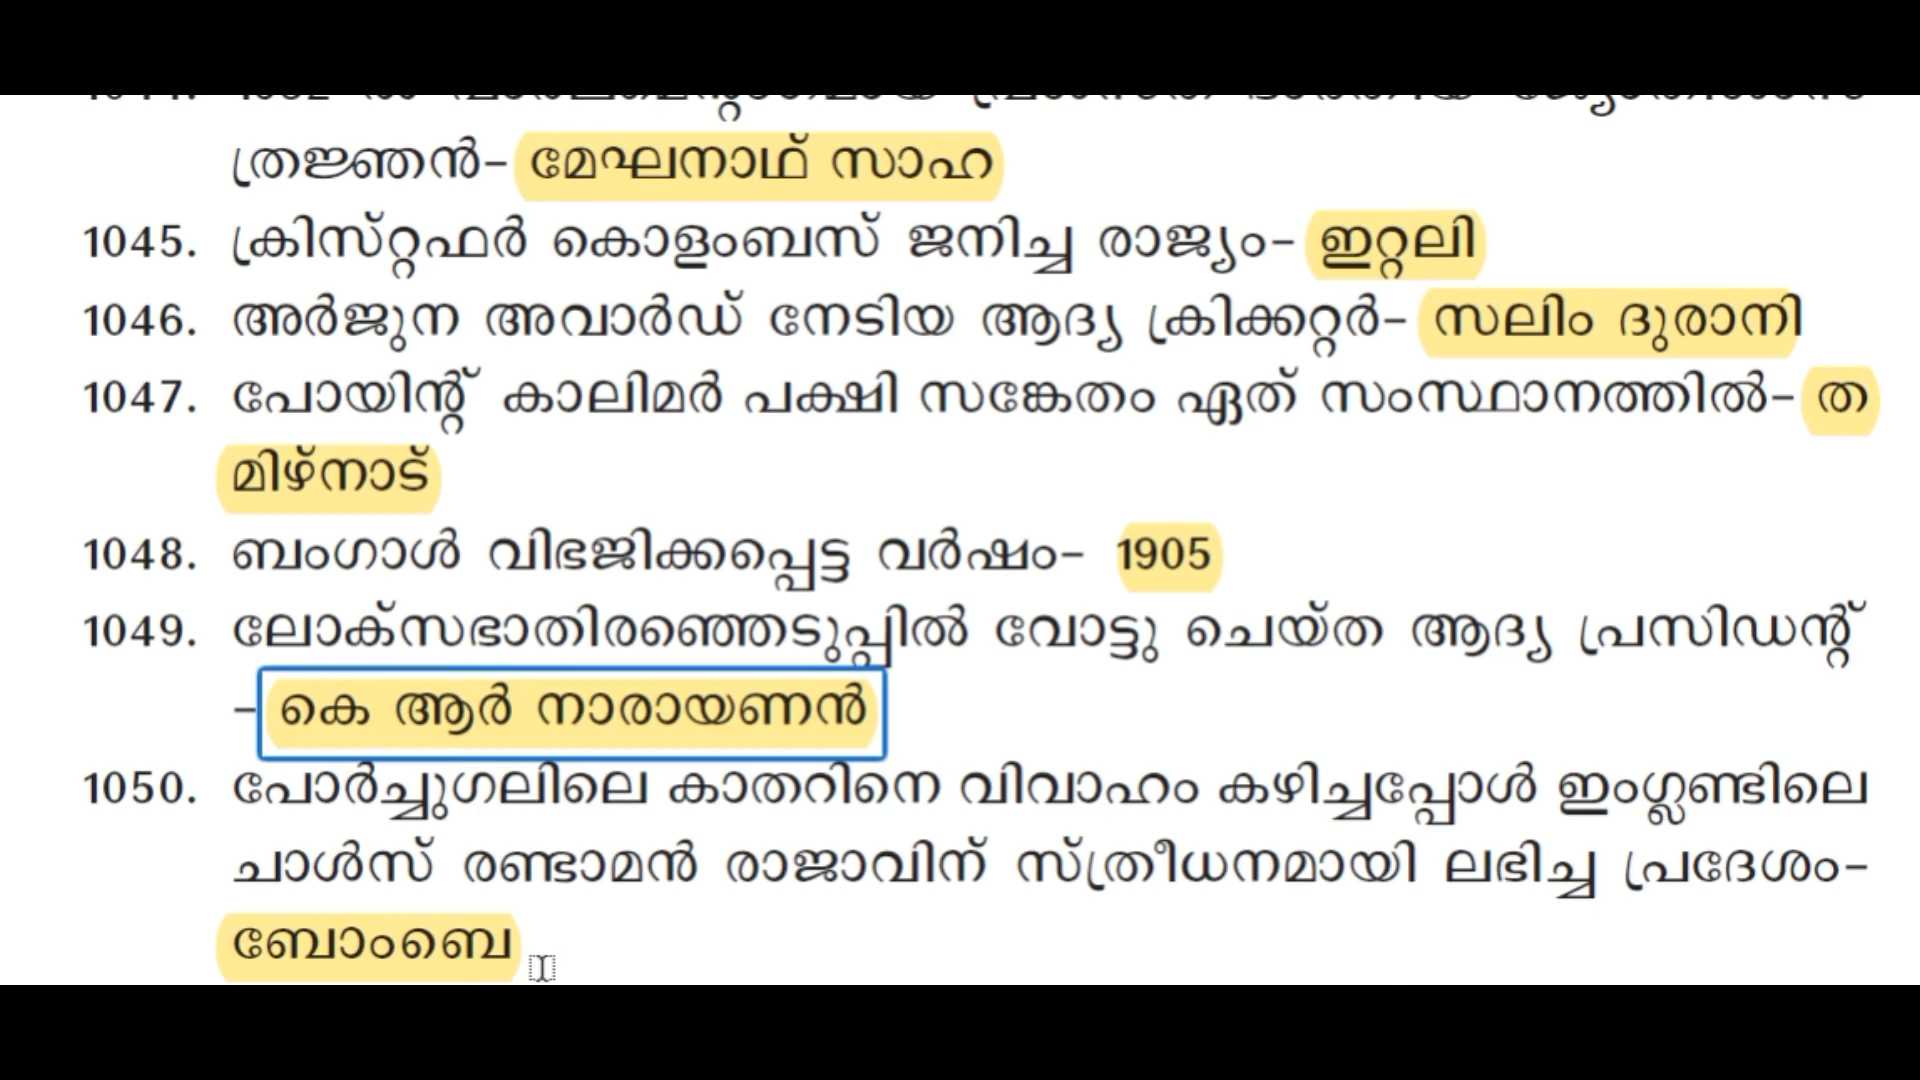 ത്രജ്ഞൻ- മേഘനാഥ് സാഹ
1045. ക്രിസ്റ്റഫർ കൊളംബസ് ജനിച്ച രാജ്യം- ഇറ്റലി
1046. അർജുന അവാർഡ് നേടിയ ആദ്യ ക്രിക്കറ്റർ- സലിം ദുരാനി
1047. പോയിന്റ് കാലിമർ പക്ഷി സങ്കേതം ഏത് സംസ്ഥാനത്തിൽ- ത
മിഴ്നാട്
1048. ബംഗാൾ വിഭജിക്കപ്പെട്ട വർഷം- 1905
1049. ലോക്സഭാതിരഞ്ഞെടുപ്പിൽ വോട്ടു ചെയ്ത ആദ്യ പ്രസിഡന്റ്
- കെ ആർ നാരായണൻ
1050. പോർച്ചുഗലിലെ കാതറിനെ വിവാഹം കഴിച്ചപ്പോൾ ഇംഗ്ലണ്ടിലെ
ചാൾസ് രണ്ടാമൻ രാജാവിന് സ്ത്രീധനമായി ലഭിച്ച പ്രദേശം-
ബോംബെ